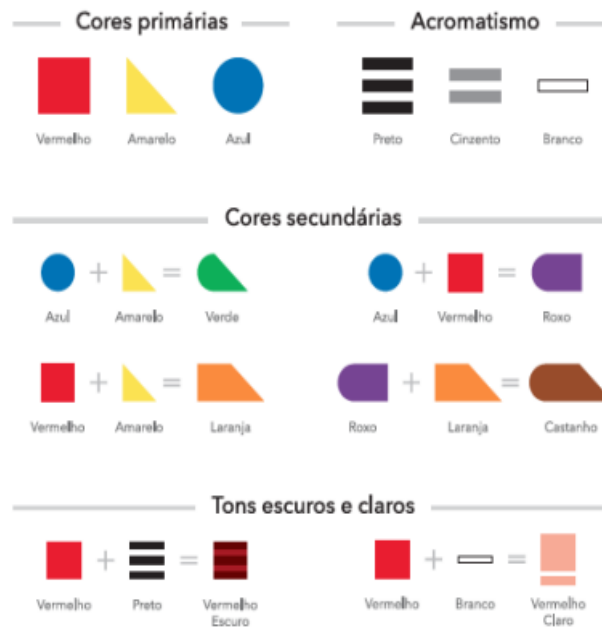 Cores primárias
Acromatismo
Vermelho Amarelo Azul
Preto Cinzento Branco
Cores secundárias
Azul + Amarelo = Verde
Azul + Vermelho = Roxo
Vermelho + Amarelo = Laranja
Roxo + Laranja = Castanho
Tons escuros e claros
Vermelho + Preto = Vermelho
Escuro
Vermelho + Branco = Vermelho
Claro